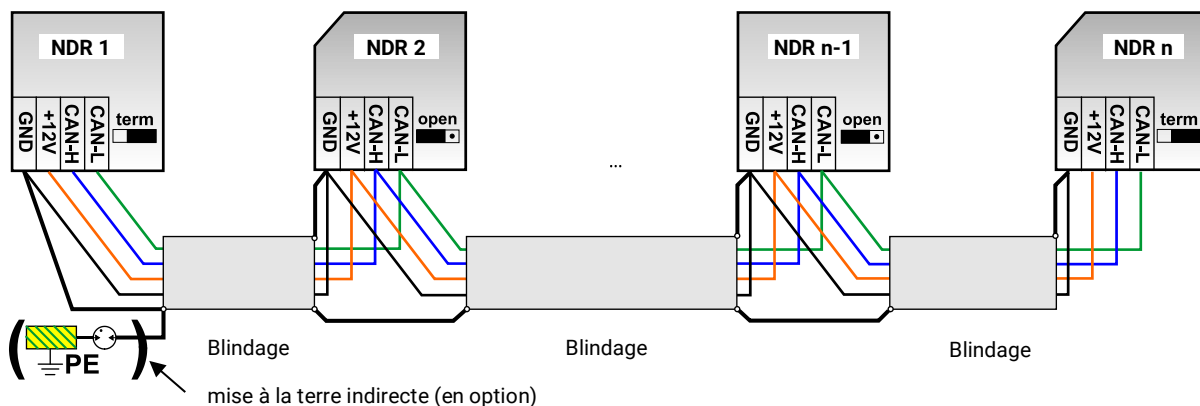 NDR 1
NDR 2
NDR n-1
NDR n
GND
+12V
CAN-H
CAN-L
term
GND
+12V
CAN-H
CAN-L
open
...
GND
+12V
CAN-H
CAN-L
open
GND
+12V
CAN-H
CAN-L
term
( PE )
Blindage
Blindage
Blindage
mise à la terre indirecte (en option)